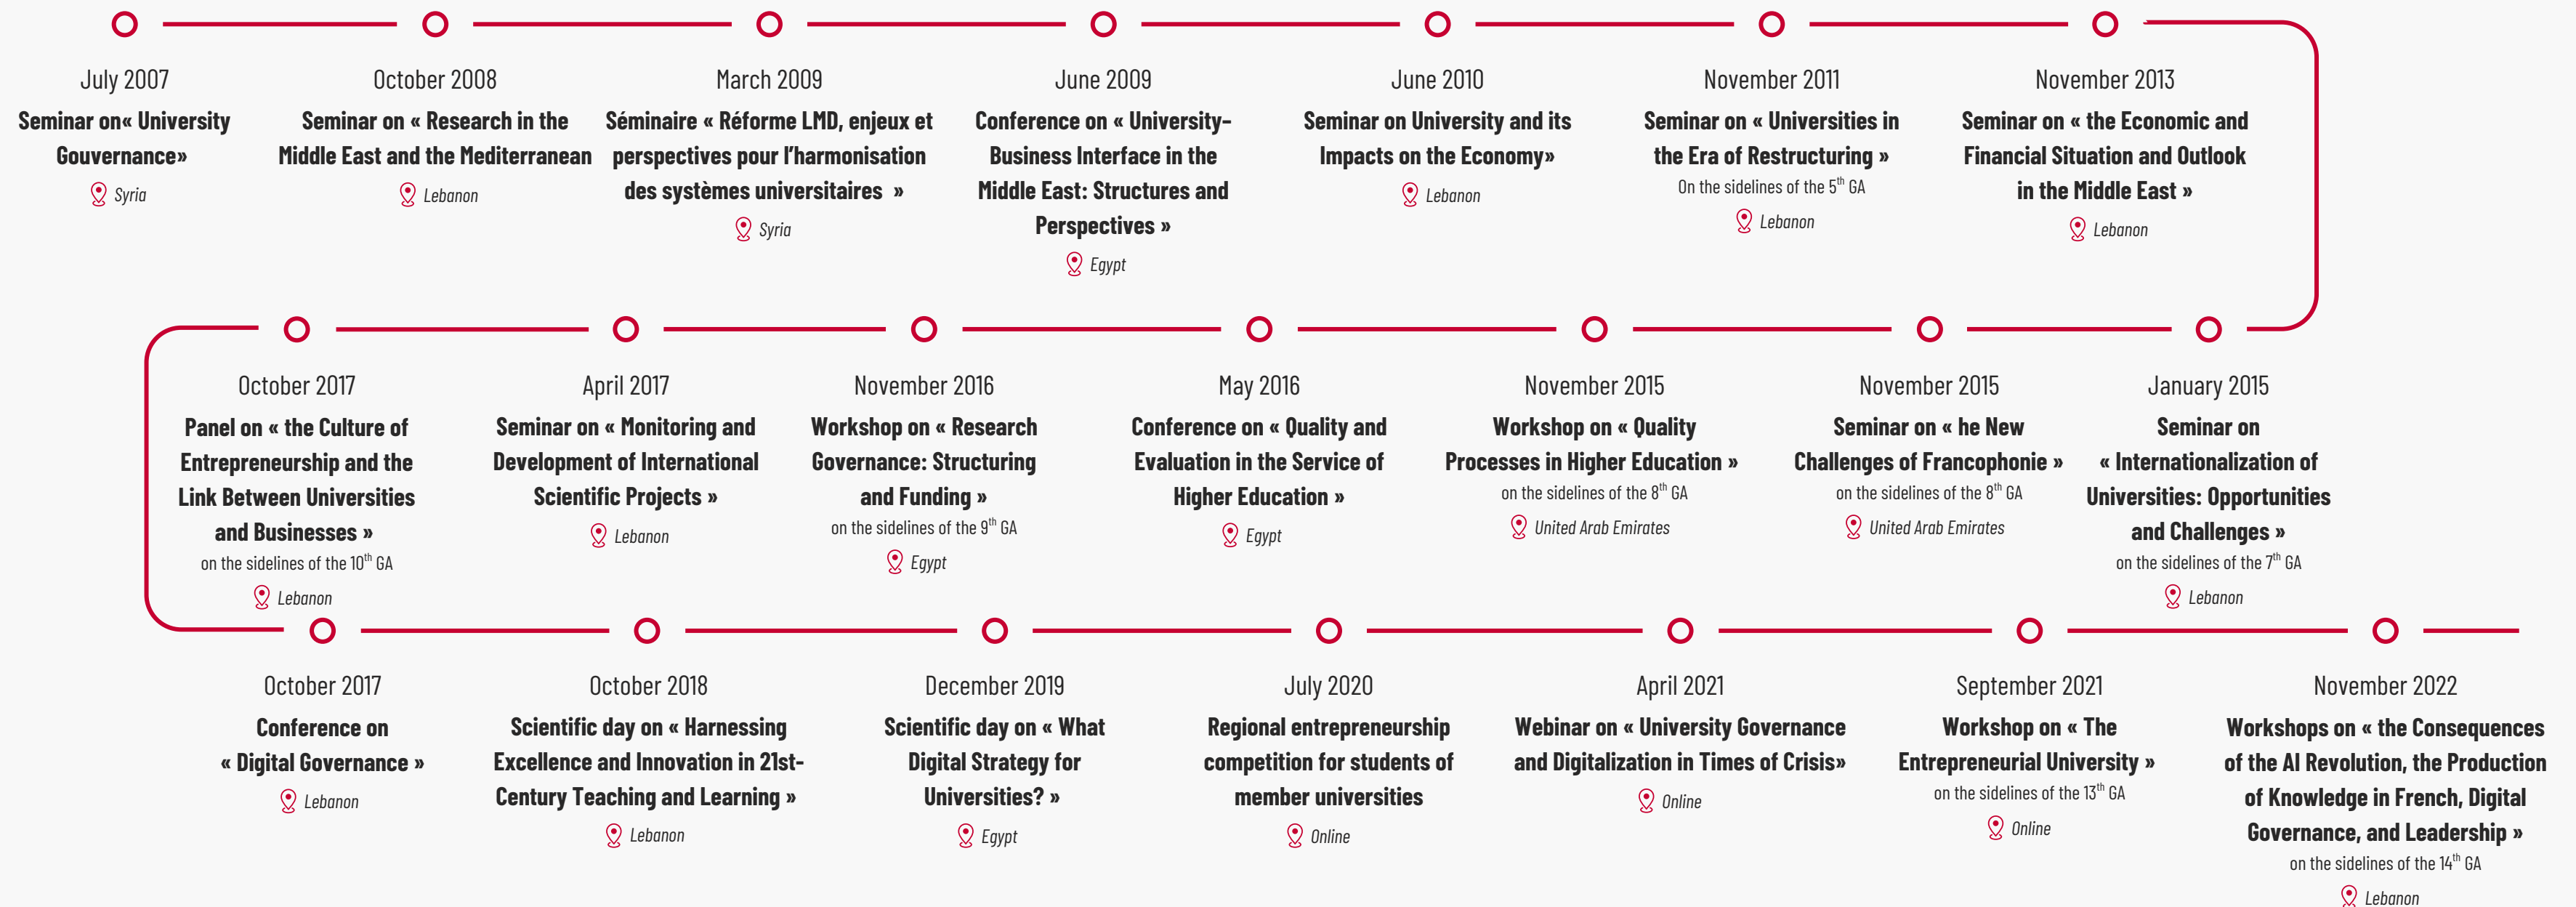 July 2007
Seminar on« University
Gouvernance»
Syria
October 2008
Seminar on « Research in the
Middle East and the Mediterranean
Lebanon
March 2009
Séminaire « Réforme LMD, enjeux et
perspectives pour l'harmonisation
des systèmes universitaires »
Syria
June 2009
Conference on « University–
Business Interface in the
Middle East: Structures and
Perspectives »
Egypt
June 2010
Seminar on University and its
Impacts on the Economy»
Lebanon
November 2011
Seminar on « Universities in
the Era of Restructuring »
On the sidelines of the 5th GA
Lebanon
November 2013
Seminar on « the Economic and
Financial Situation and Outlook
in the Middle East »
Lebanon
January 2015
Seminar on
« Internationalization of
Universities: Opportunities
and Challenges »
on the sidelines of the 7th GA
Lebanon
November 2015
Seminar on « he New
Challenges of Francophonie »
on the sidelines of the 8th GA
United Arab Emirates
November 2015
Workshop on « Quality
Processes in Higher Education »
on the sidelines of the 8th GA
United Arab Emirates
May 2016
Conference on « Quality and
Evaluation in the Service of
Higher Education »
Egypt
November 2016
Workshop on « Research
Governance: Structuring
and Funding »
on the sidelines of the 9th GA
Egypt
April 2017
Seminar on « Monitoring and
Development of International
Scientific Projects »
Lebanon
October 2017
Panel on « the Culture of
Entrepreneurship and the
Link Between Universities
and Businesses »
on the sidelines of the 10th GA
Lebanon
October 2017
Conference on
« Digital Governance »
Lebanon
October 2018
Scientific day on « Harnessing
Excellence and Innovation in 21st-
Century Teaching and Learning »
Lebanon
December 2019
Scientific day on « What
Digital Strategy for
Universities? »
Egypt
July 2020
Regional entrepreneurship
competition for students of
member universities
Online
April 2021
Webinar on « University Governance
and Digitalization in Times of Crisis»
Online
September 2021
Workshop on « The
Entrepreneurial University »
on the sidelines of the 13th GA
Online
November 2022
Workshops on « the Consequences
of the AI Revolution, the Production
of Knowledge in French, Digital
Governance, and Leadership »
on the sidelines of the 14th GA
Lebanon